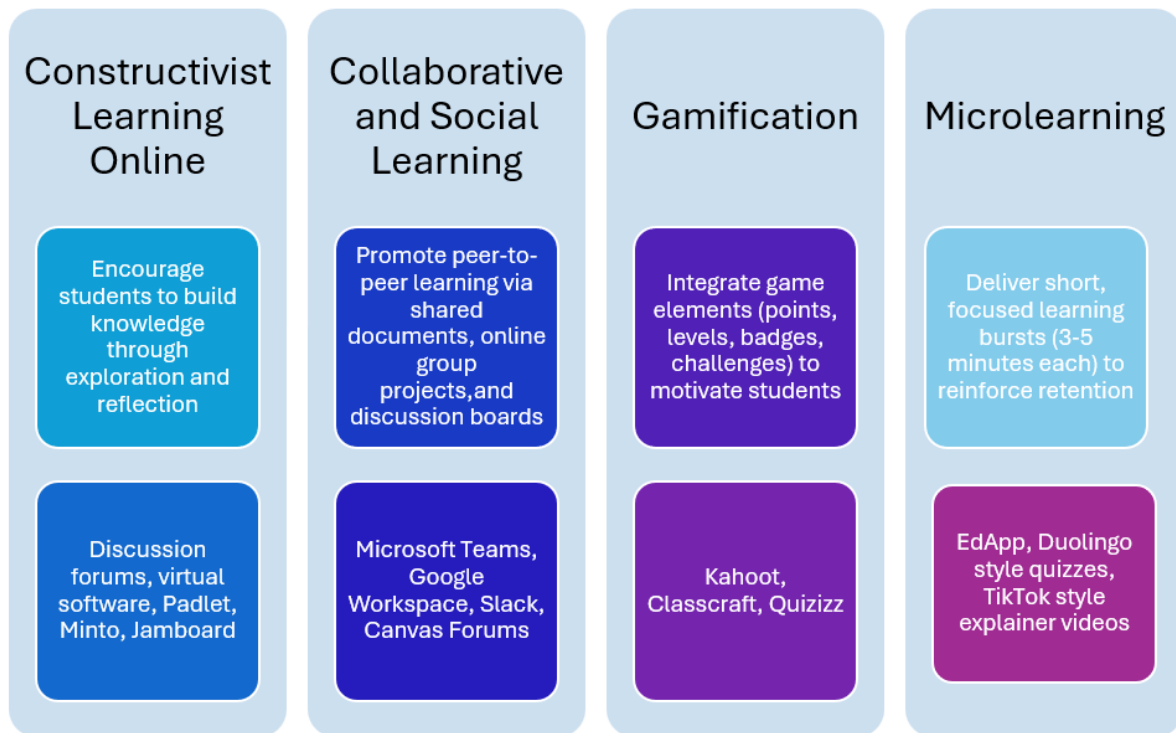 Constructivist
Learning
Online
Encourage
students to build
knowledge
through
exploration and
reflection
Discussion
forums, virtual
software, Padlet,
Minto, Jamboard
Collaborative
and Social
Learning
Promote peer-to-
peer learning via
shared
documents, online
group
projects,and
discussion boards
Microsoft Teams,
Google
Workspace, Slack,
Canvas Forums
Gamification
Integrate game
elements (points,
levels, badges,
challenges) to
motivate students
Kahoot,
Classcraft, Quizizz
Microlearning
Deliver short,
focused learning
bursts (3-5
minutes each) to
reinforce retention
EdApp, Duolingo
style quizzes,
TikTok style
explainer videos